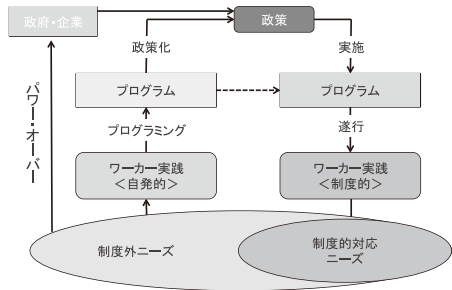 政府・企業
政策
政策化
実施
プログラム
プログラム
プログラミング
遂行
パワー・オーバー
ワーカー実践
<自発的>
ワーカー実践
<制度的>
制度外ニーズ
制度的対応
ニーズ